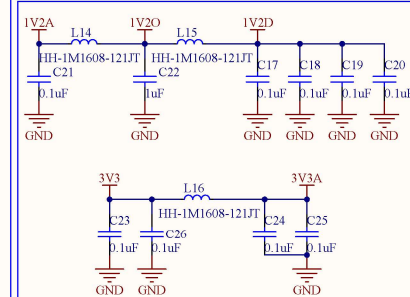 1V2A 1V2O 1V2D
L14 L15
HH-1M1608-121JT HH-1M1608-121JT
C21 C22 C17 C18 C19 C20
0.1uF 1uF 0.1uF 0.1uF 0.1uF 0.1uF
GND GND GND GND GND GND
3V3 3V3A
L16
HH-1M1608-121JT
C23 C26 C24 C25
0.1uF 0.1uF 0.1uF 0.1uF
GND GND GND